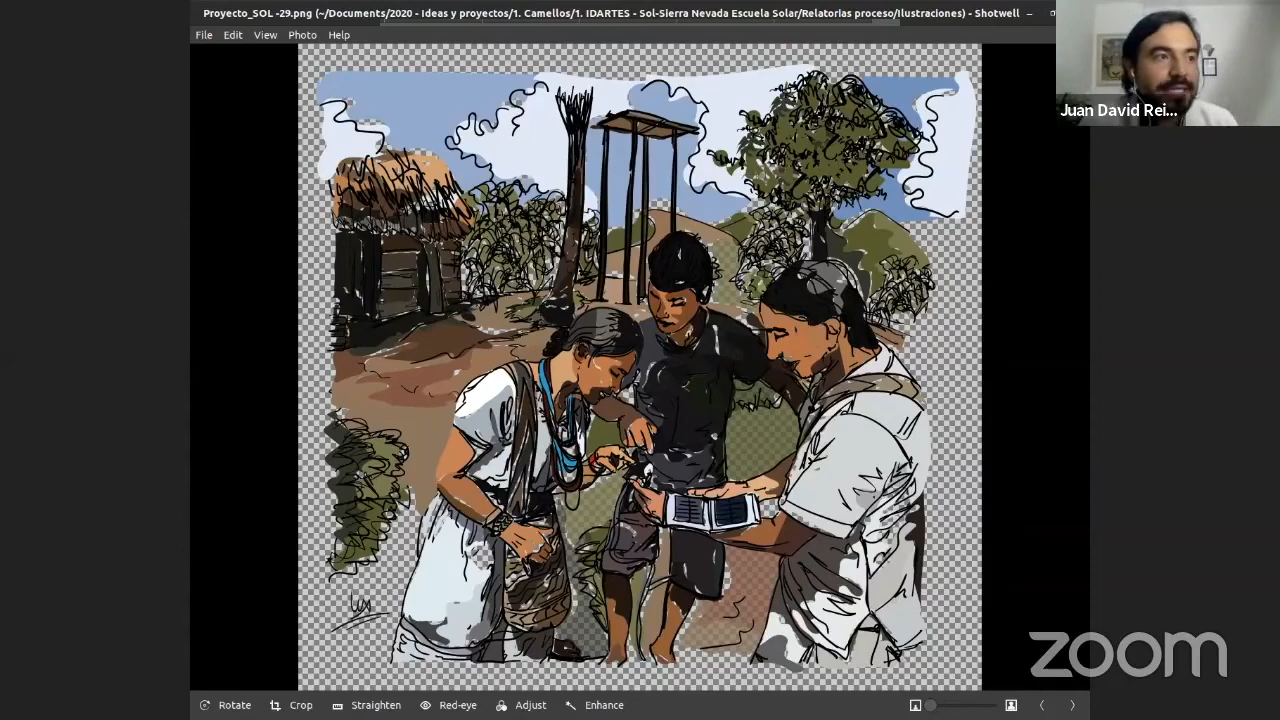 Proyecto_SOL -29.png (~/Documents/2020 - Ideas y proyectos/1. Camellos/1. IDARTES - Sol-Sierra Nevada Escuela Solar/Relatorias proceso/Ilustraciones) - Shotwell
File Edit View Photo Help
Juan David Rei...
zoom
Rotate Crop Straighten Red-eye Adjust Enhance